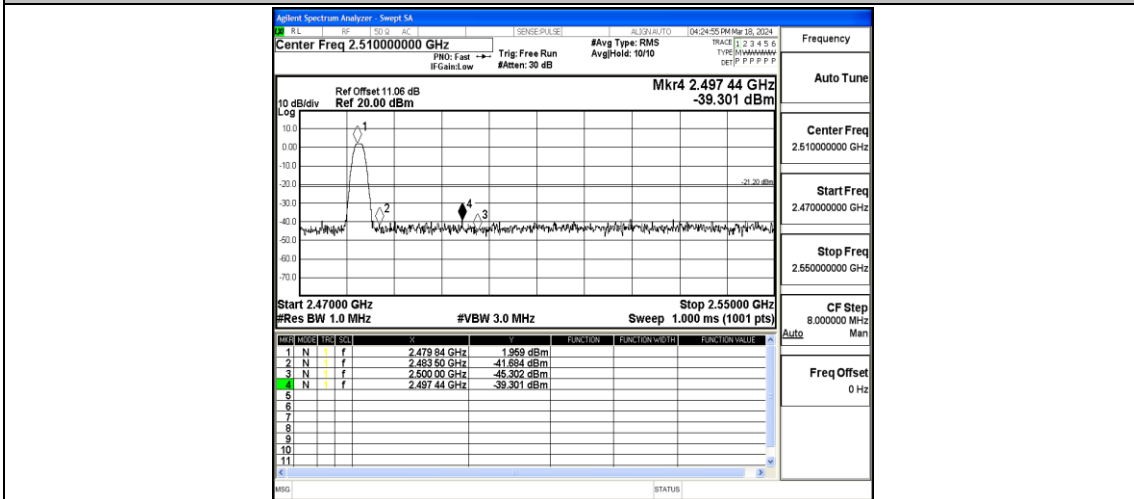 Agilent Spectrum Analyzer - Swept SA
RL RF 50 Ω AC SENSE:PULSE ALIGN AUTO 04:24:55 PM Mar 18, 2024
Center Freq 2.510000000 GHz #Avg Type: RMS TRACE 1 2 3 4 5 6 Frequency
PNO: Fast Trig: Free Run Avg|Hold: 10/10 TYPE M
IFGain:Low #Atten: 30 dB DET P P P P P P
Auto Tune
Mkr4 2.497 44 GHz
Ref Offset 11.06 dB
10 dB/div Ref 20.00 dBm -39.301 dBm
Log
10.0
0.00
-10.0
-20.0
-30.0
-40.0
-50.0
-60.0
-70.0
1
2
4
3
-21.20 dBm
Center Freq
2.510000000 GHz
Start Freq
2.470000000 GHz
Stop Freq
2.550000000 GHz
Start 2.47000 GHz Stop 2.55000 GHz
#Res BW 1.0 MHz #VBW 3.0 MHz Sweep 1.000 ms (1001 pts)
CF Step
8.000000 MHz
Auto Man
MKR MODE TRC SCL X Y FUNCTION FUNCTION WIDTH FUNCTION VALUE
1 N 1 f 2.479 84 GHz 1.959 dBm
2 N 1 f 2.483 50 GHz -41.684 dBm
3 N 1 f 2.500 00 GHz -45.302 dBm
4 N 1 f 2.497 44 GHz -39.301 dBm
5
6
7
8
9
10
11
Freq Offset
0 Hz
MSG STATUS